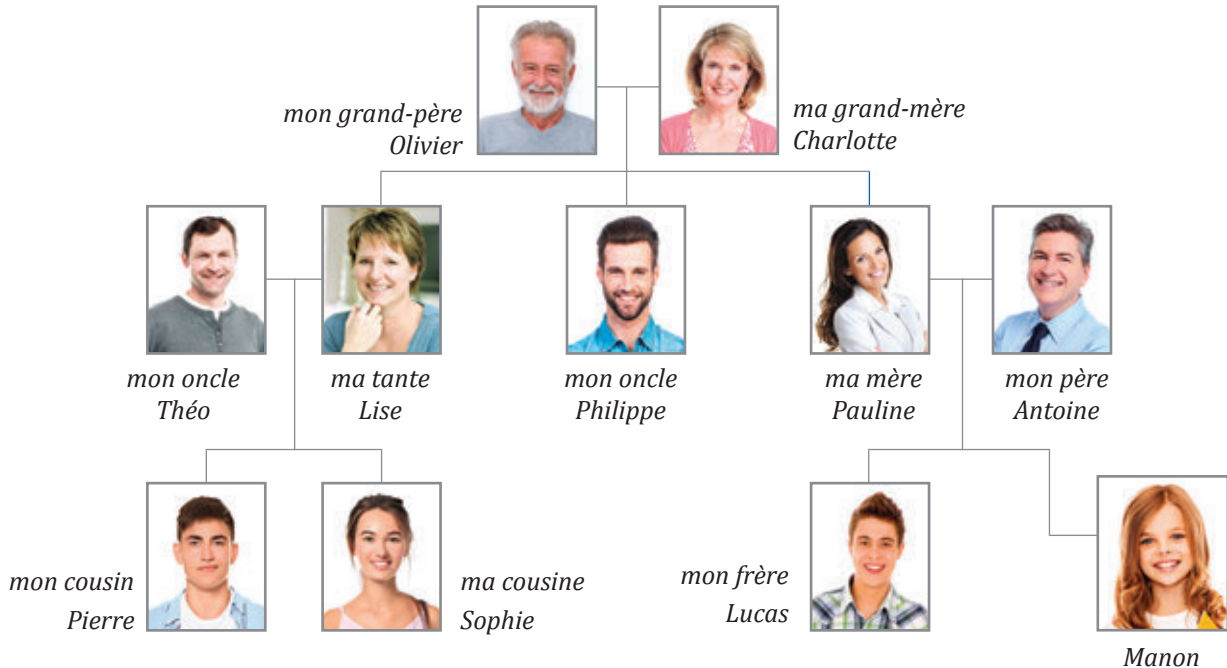 mon grand-père
Olivier
ma grand-mère
Charlotte
mon oncle
Théo
ma tante
Lise
mon oncle
Philippe
ma mère
Pauline
mon père
Antoine
mon cousin
Pierre
ma cousine
Sophie
mon frère
Lucas
Manon